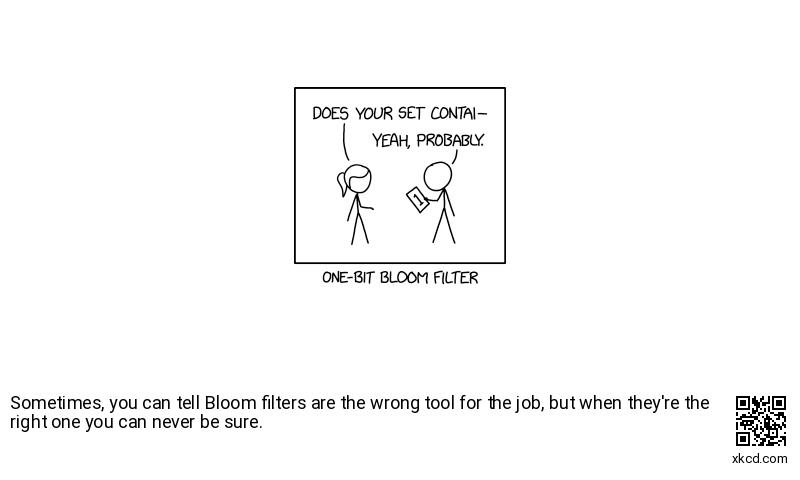 DOES YOUR SET CONTAI—
YEAH, PROBABLY.
1
ONE-BIT BLOOM FILTER
Sometimes, you can tell Bloom filters are the wrong tool for the job, but when they're the
right one you can never be sure.
xkcd.com